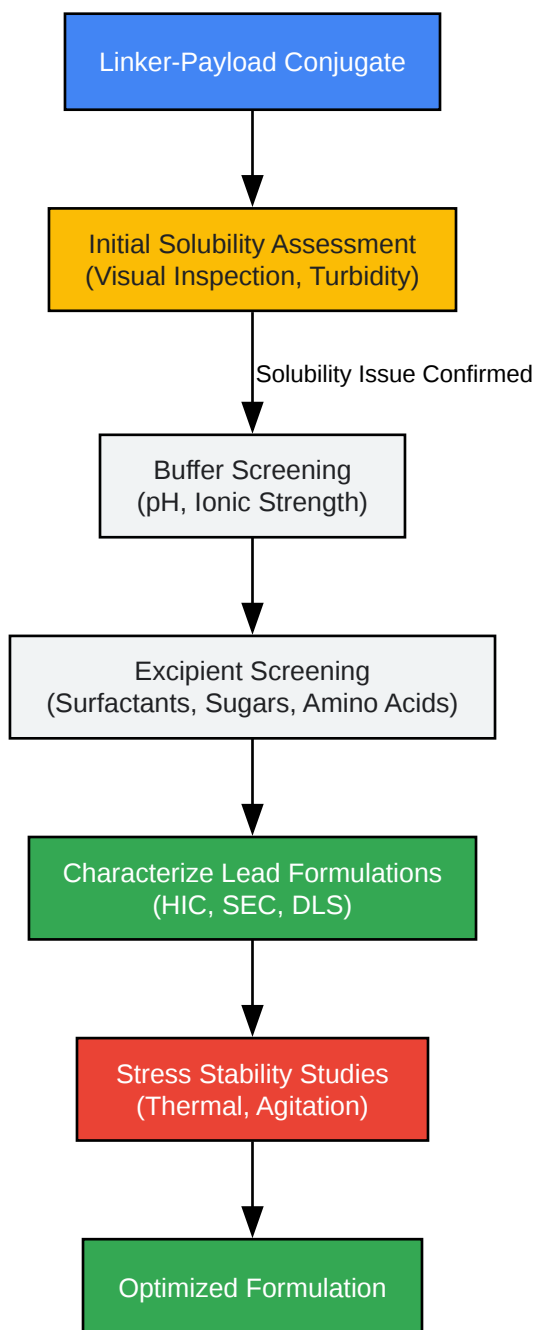 Linker-Payload Conjugate
Initial Solubility Assessment
(Visual Inspection, Turbidity)
Solubility Issue Confirmed
Buffer Screening
(pH, Ionic Strength)
Excipient Screening
(Surfactants, Sugars, Amino Acids)
Characterize Lead Formulations
(HIC, SEC, DLS)
Stress Stability Studies
(Thermal, Agitation)
Optimized Formulation